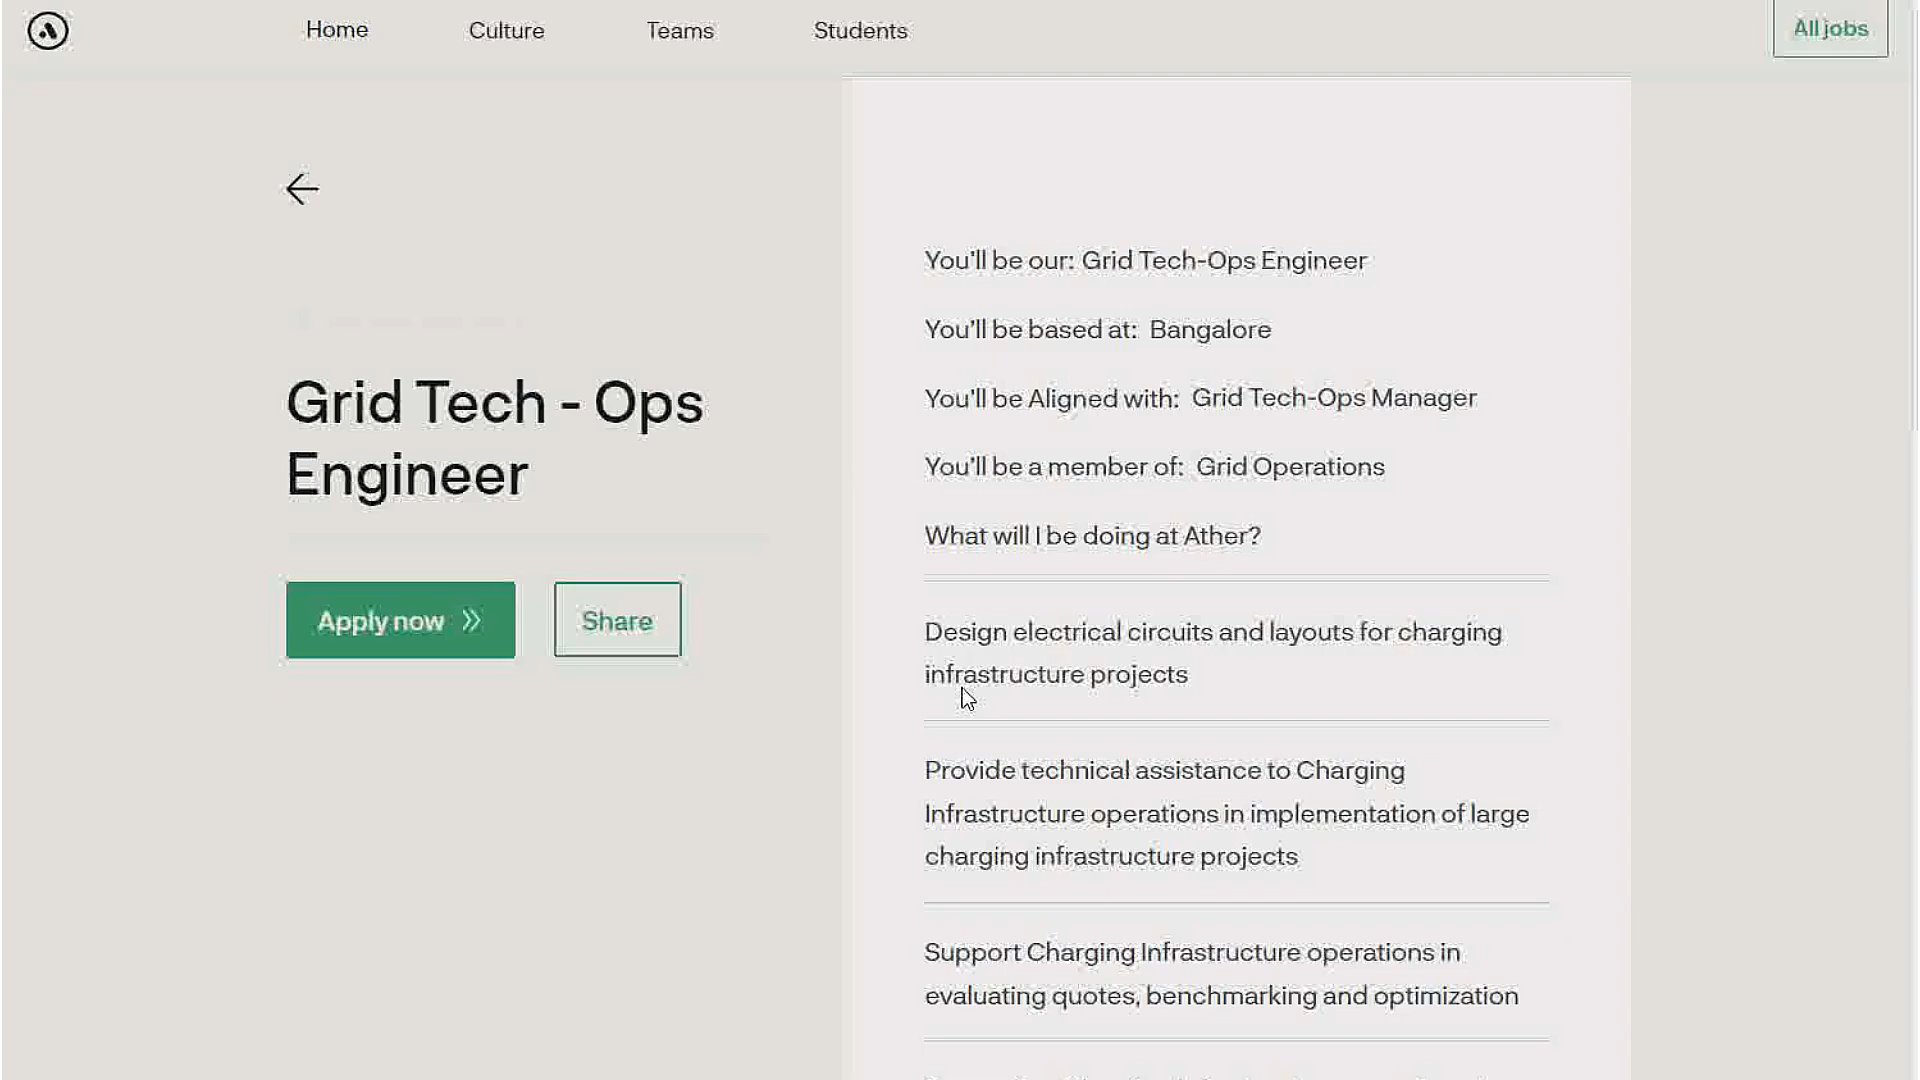 Home
Culture
Teams
Students
All jobs
Grid Tech - Ops
Engineer
Apply now
Share
You'll be our: Grid Tech-Ops Engineer
You'll be based at: Bangalore
You'll be Aligned with: Grid Tech-Ops Manager
You'll be a member of: Grid Operations
What will I be doing at Ather?
Design electrical circuits and layouts for charging
infrastructure projects
Provide technical assistance to Charging
Infrastructure operations in implementation of large
charging infrastructure projects
Support Charging Infrastructure operations in
evaluating quotes, benchmarking and optimization